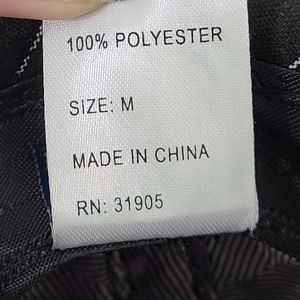 100% POLYESTER
SIZE: M
MADE IN CHINA
RN: 31905